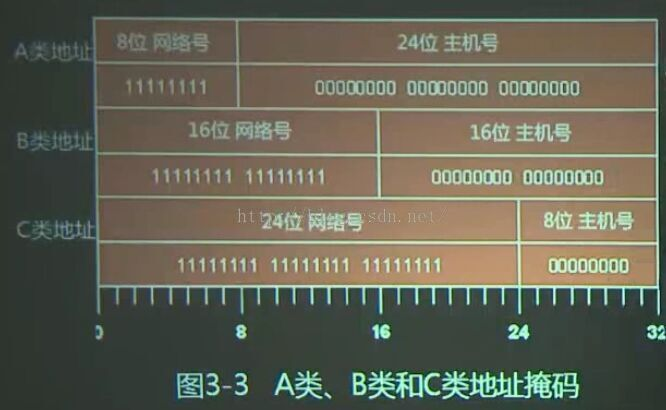 A类地址
8位 网络号 24位 主机号
11111111 00000000 00000000 00000000
B类地址
16位 网络号 16位 主机号
11111111 11111111 00000000 00000000
C类地址
24位 网络号 8位 主机号
11111111 11111111 11111111 00000000
0 8 16 24 32
图3-3 A类、B类和C类地址掩码